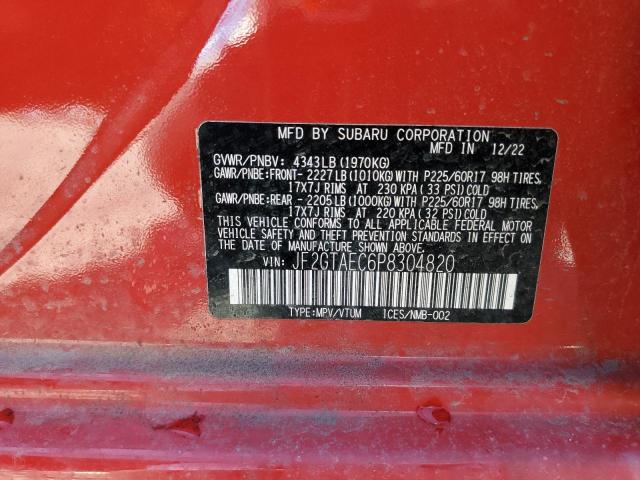 MFD BY SUBARU CORPORATION
MFD IN 12/22
GVWR/PNBV: 4343LB(1970KG)
GAWR/PNBE:FRONT- 2227LB(1010KG)WITH P225/60R17 98H TIRES,
17X7J RIMS AT 230 KPA(33 PSI)COLD
GAWR/PNBE:REAR - 2205LB(1000KG)WITH P225/60R17 98H TIRES,
17X7J RIMS AT 220 KPA(32 PSI)COLD
THIS VEHICLE CONFORMS TO ALL APPLICABLE FEDERAL MOTOR
VEHICLE SAFETY STANDARDS IN EFFECT ON THE DATE OF
MANUFACTURE SHOWN ABOVE.
VIN: JF2GTAEC6P8304820
TYPE:MPV/VTUM ICES/NMB-002